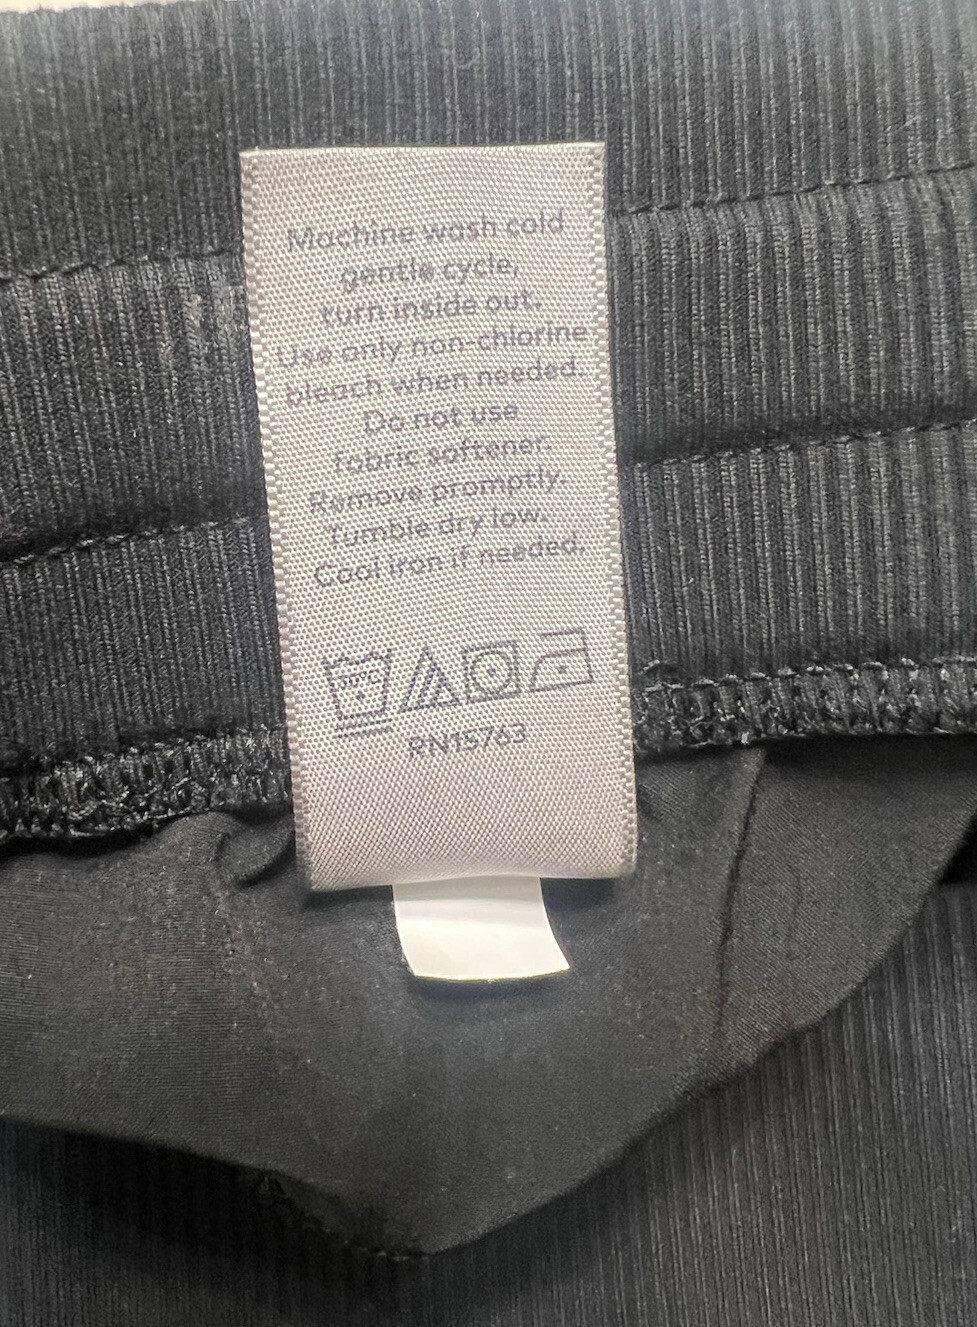 Machine wash cold
gentle cycle,
turn inside out.
Use only non-chlorine
bleach when needed.
Do not use
fabric softener.
Remove promptly.
Tumble dry low.
Cool iron if needed.
30°C
RN15763